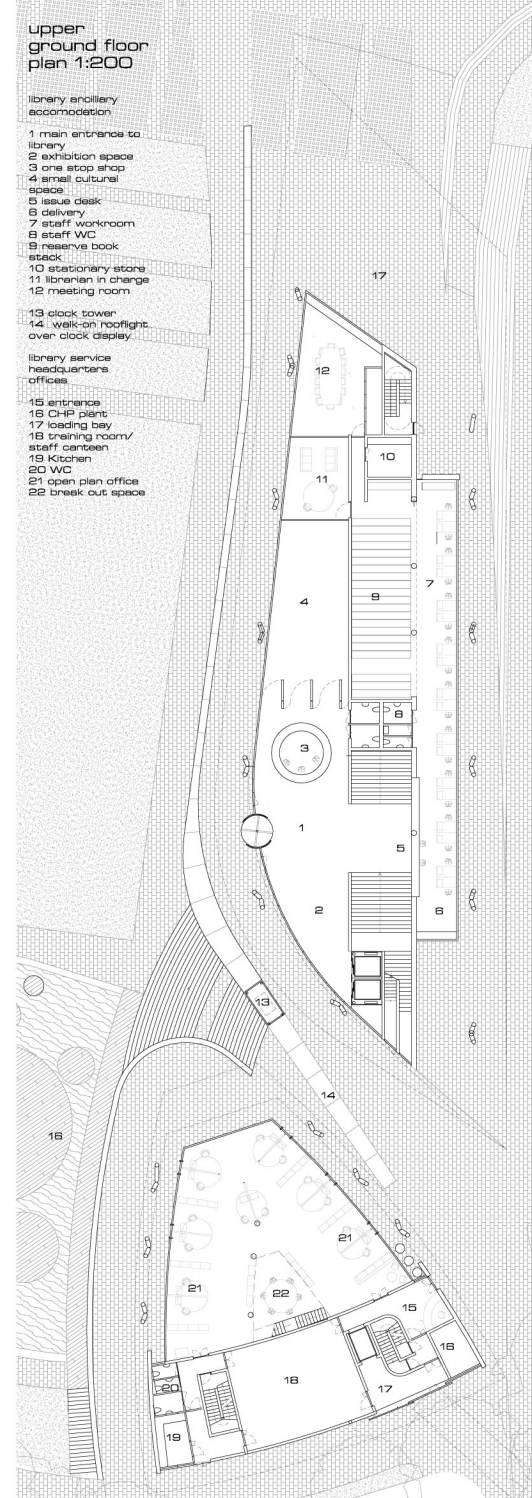 upper
ground floor
plan 1:200
library ancilliary
accomodation
1 main entrance to
library
2 exhibition space
3 one stop shop
4 small cultural
space
5 issue desk
6 delivery
7 staff workroom
8 staff WC
9 reserve book
stack
10 stationary store
11 librarian in charge
12 meeting room
13 clock tower
14 walk-on rooflight
over clock display
library service
headquarters
offices
15 entrance
16 CHP plant
17 loading bay
18 training room/
staff canteen
19 Kitchen
20 WC
21 open plan office
22 break out space
17
12
10
11
7
4
9
8
3
1
5
2
6
13
14
16
21
21
22
15
16
20
18
17
19